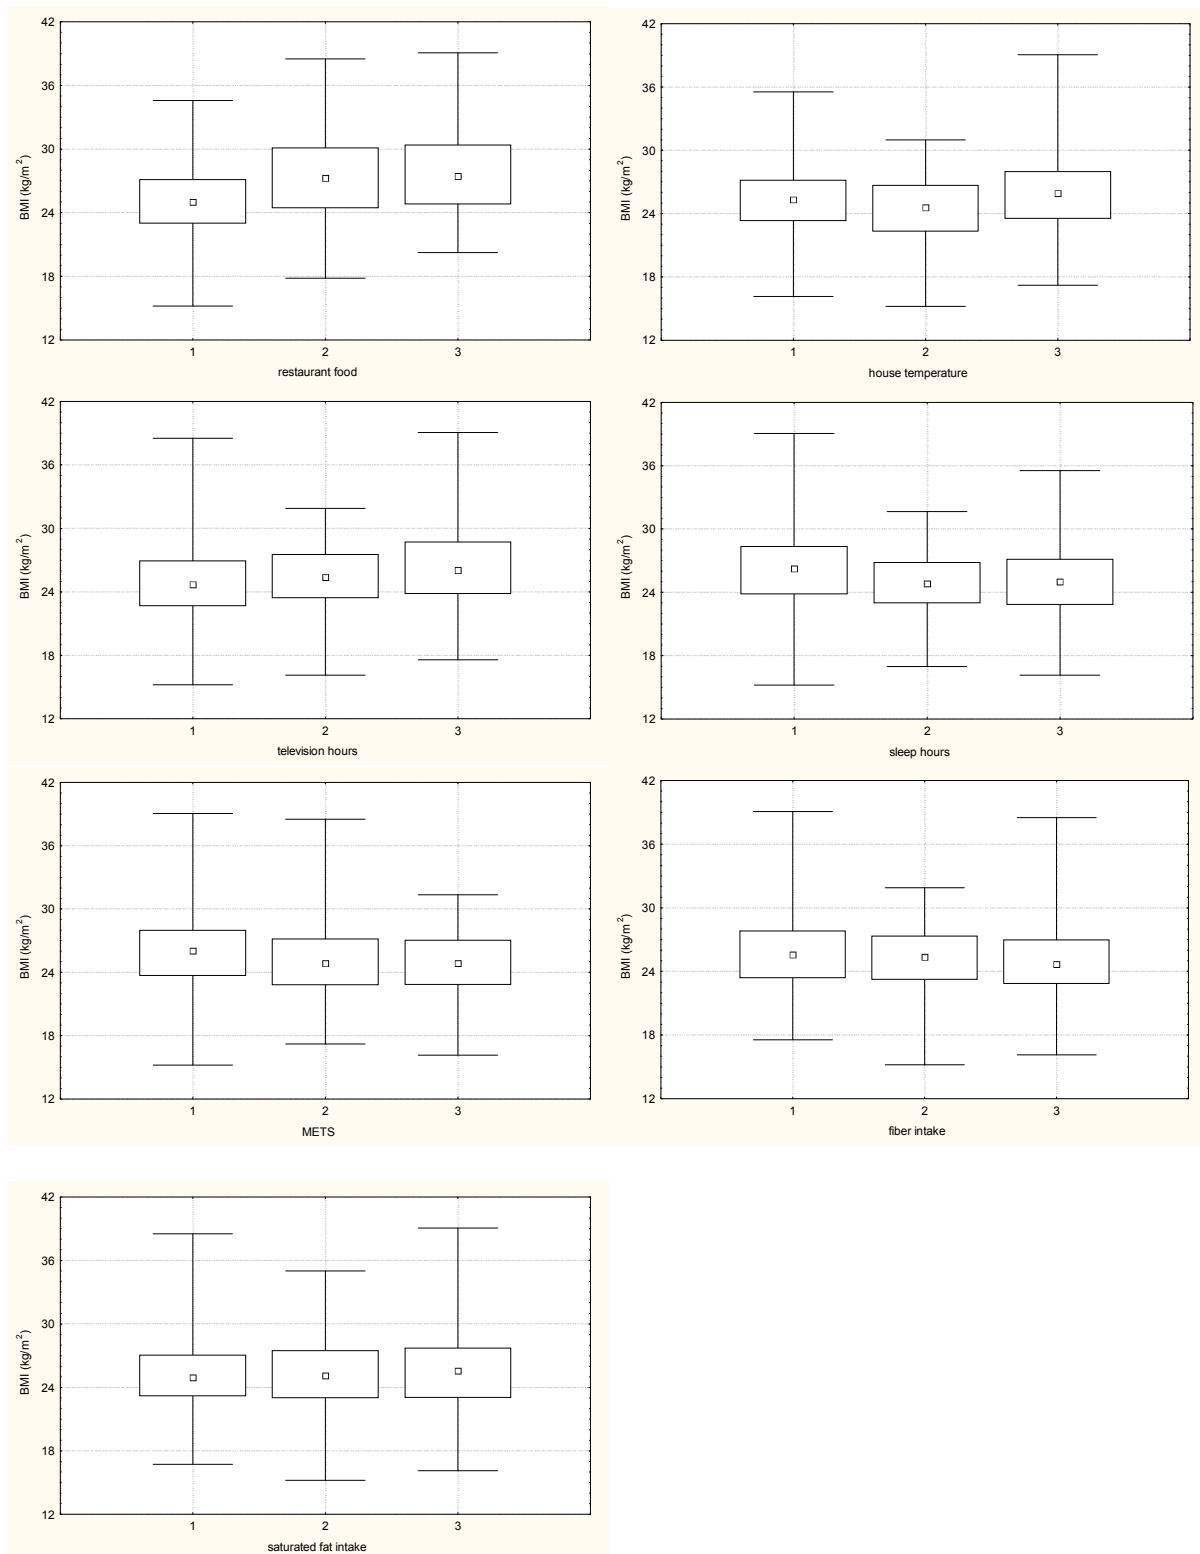 42
36
30
24
18
12
BMI (kg/m²)
1 2 3
restaurant food
42
36
30
24
18
12
BMI (kg/m²)
1 2 3
house temperature
42
36
30
24
18
12
BMI (kg/m²)
1 2 3
television hours
42
36
30
24
18
12
BMI (kg/m²)
1 2 3
sleep hours
42
36
30
24
18
12
BMI (kg/m²)
1 2 3
METS
42
36
30
24
18
12
BMI (kg/m²)
1 2 3
fiber intake
42
36
30
24
18
12
BMI (kg/m²)
1 2 3
saturated fat intake